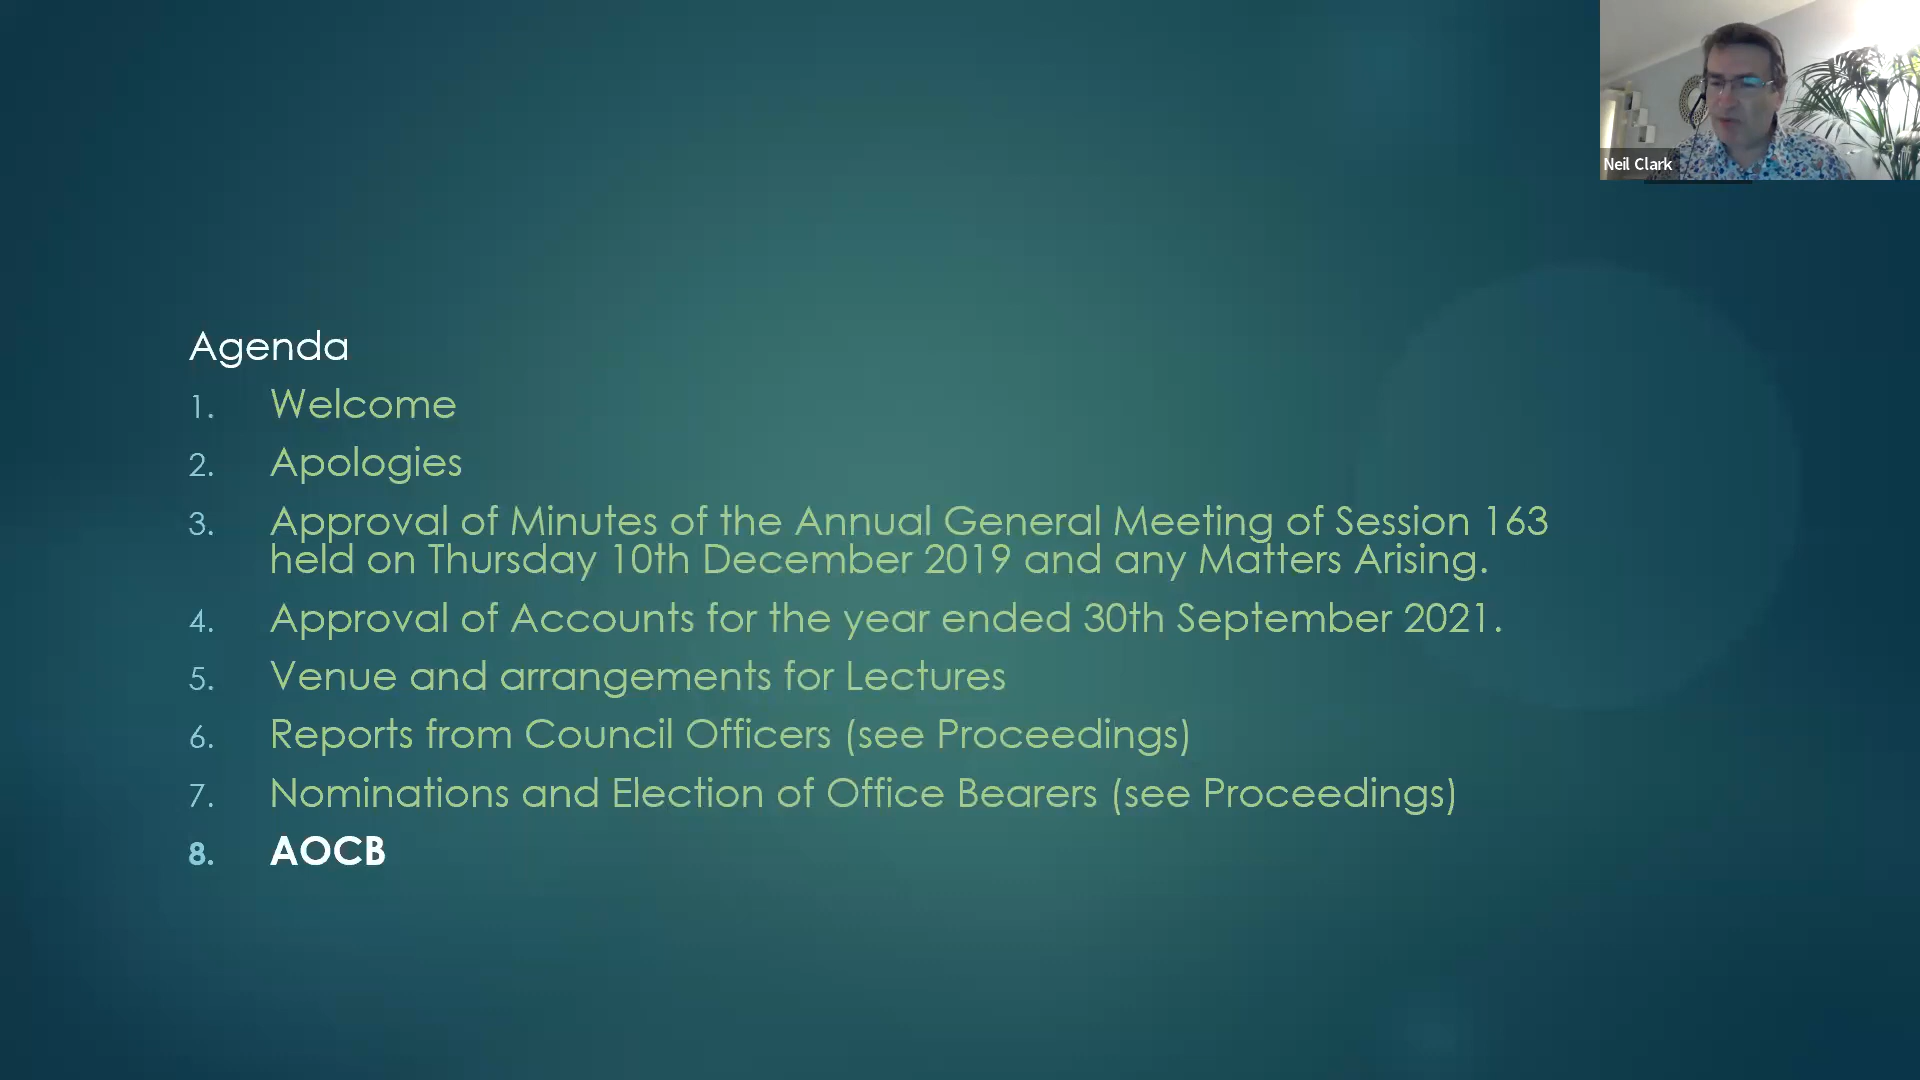 Neil Clark
Agenda
1. Welcome
2. Apologies
3. Approval of Minutes of the Annual General Meeting of Session 163
held on Thursday 10th December 2019 and any Matters Arising.
4. Approval of Accounts for the year ended 30th September 2021.
5. Venue and arrangements for Lectures
6. Reports from Council Officers (see Proceedings)
7. Nominations and Election of Office Bearers (see Proceedings)
8. AOCB